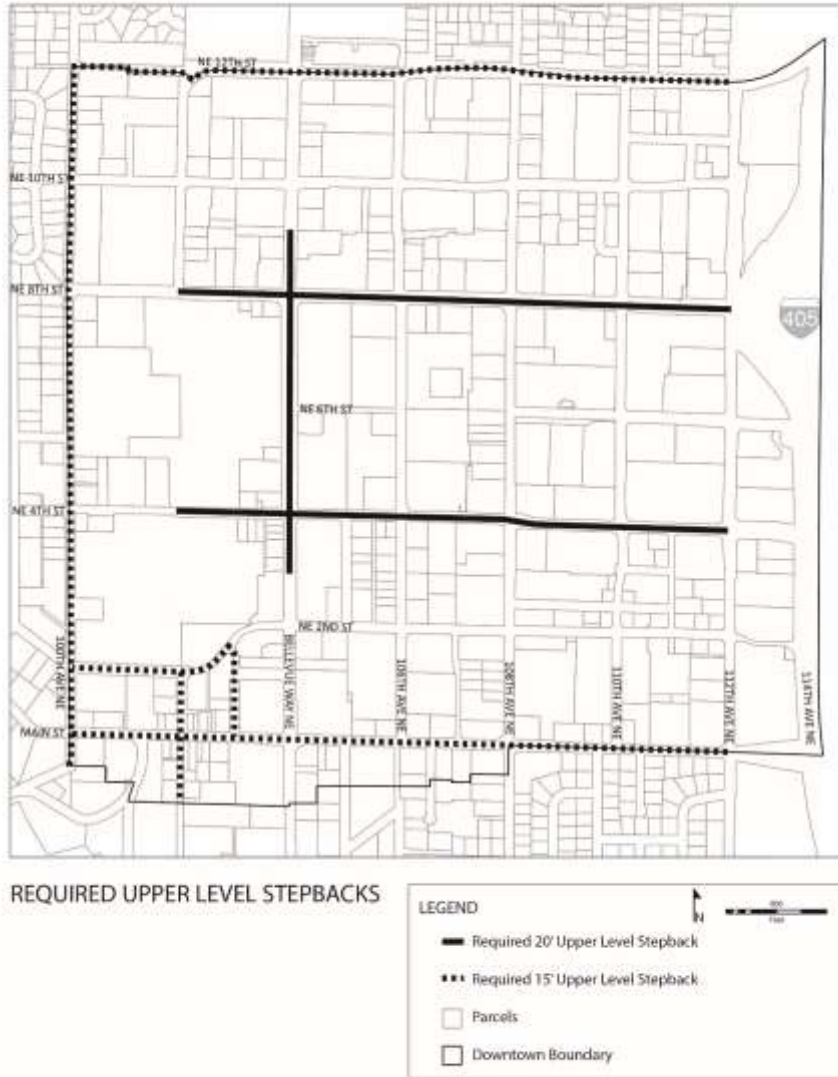 NE 12TH ST
NE 10TH ST
NE 8TH ST
405
NE 6TH ST
NE 4TH ST
NE 2ND ST
100TH AVE NE
BELLEVUE WAY NE
106TH AVE NE
108TH AVE NE
110TH AVE NE
112TH AVE NE
114TH AVE NE
MAIN ST
REQUIRED UPPER LEVEL STEPBACKS
LEGEND
N
Required 20' Upper Level Stepback
Required 15' Upper Level Stepback
Parcels
Downtown Boundary